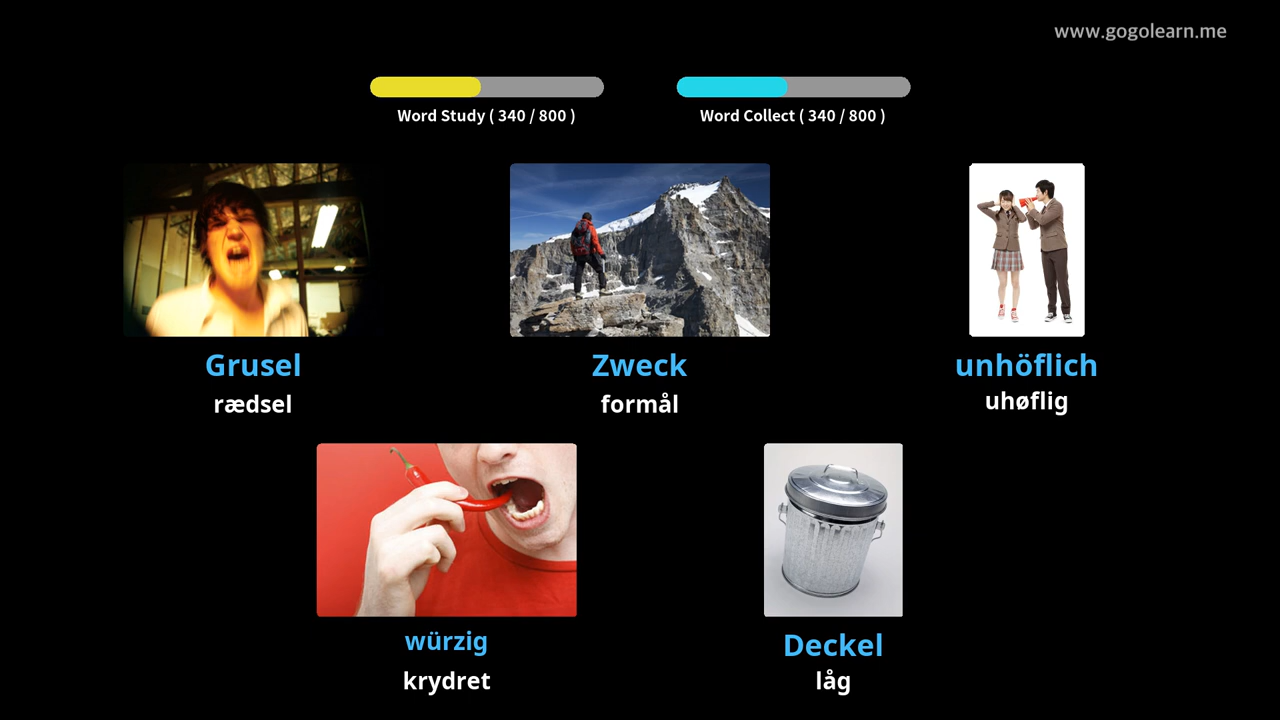 www.gogolearn.me
Word Study ( 340 / 800 )
Word Collect ( 340 / 800 )
Grusel
rædsel
Zweck
formål
unhöflich
uhøflig
würzig
krydret
Deckel
låg